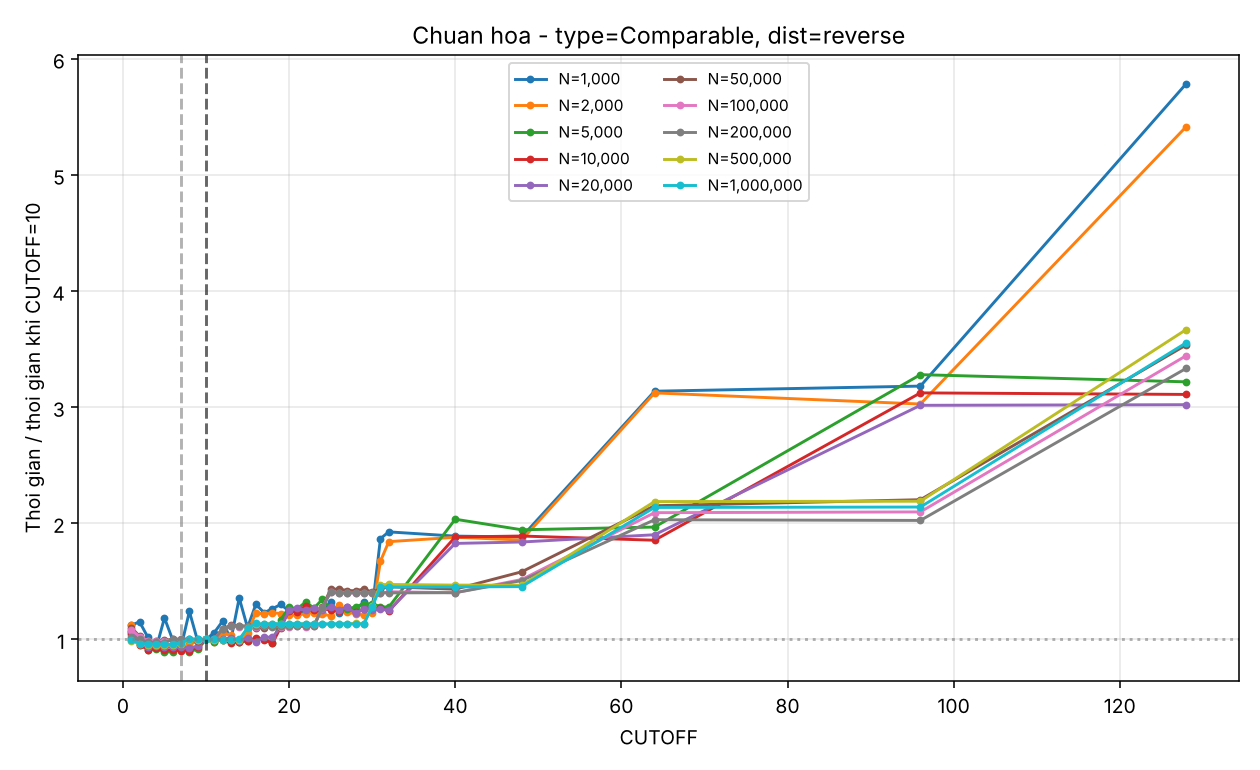 Chuan hoa - type=Comparable, dist=reverse
N=1,000
N=2,000
N=5,000
N=10,000
N=20,000
N=50,000
N=100,000
N=200,000
N=500,000
N=1,000,000
Thoi gian / thoi gian khi CUTOFF=10
6
5
4
3
2
1
0
20
40
60
80
100
120
CUTOFF